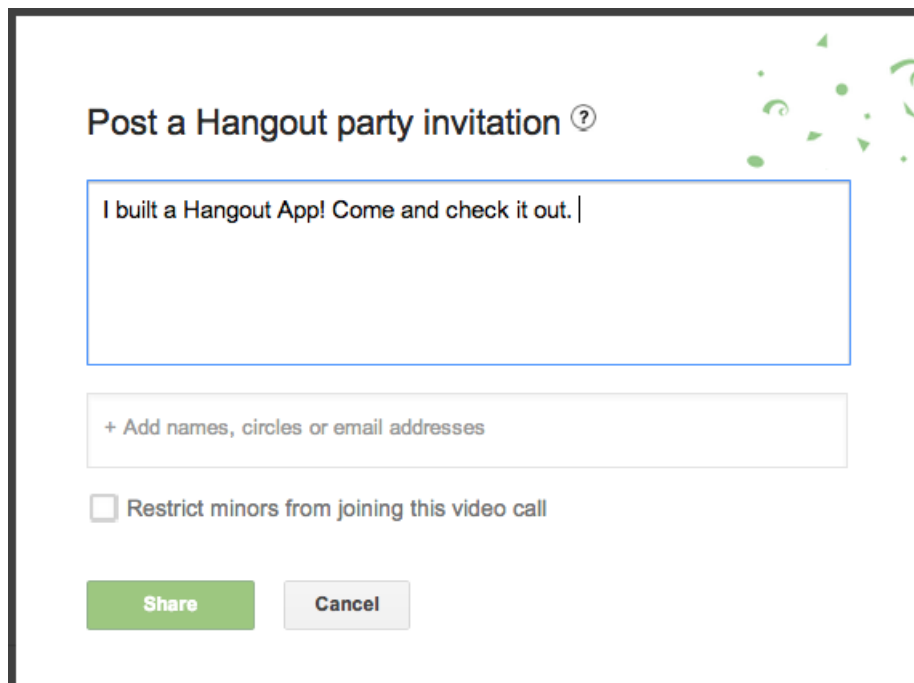 Post a Hangout party invitation ?
I built a Hangout App! Come and check it out.
+ Add names, circles or email addresses
Restrict minors from joining this video call
Share Cancel